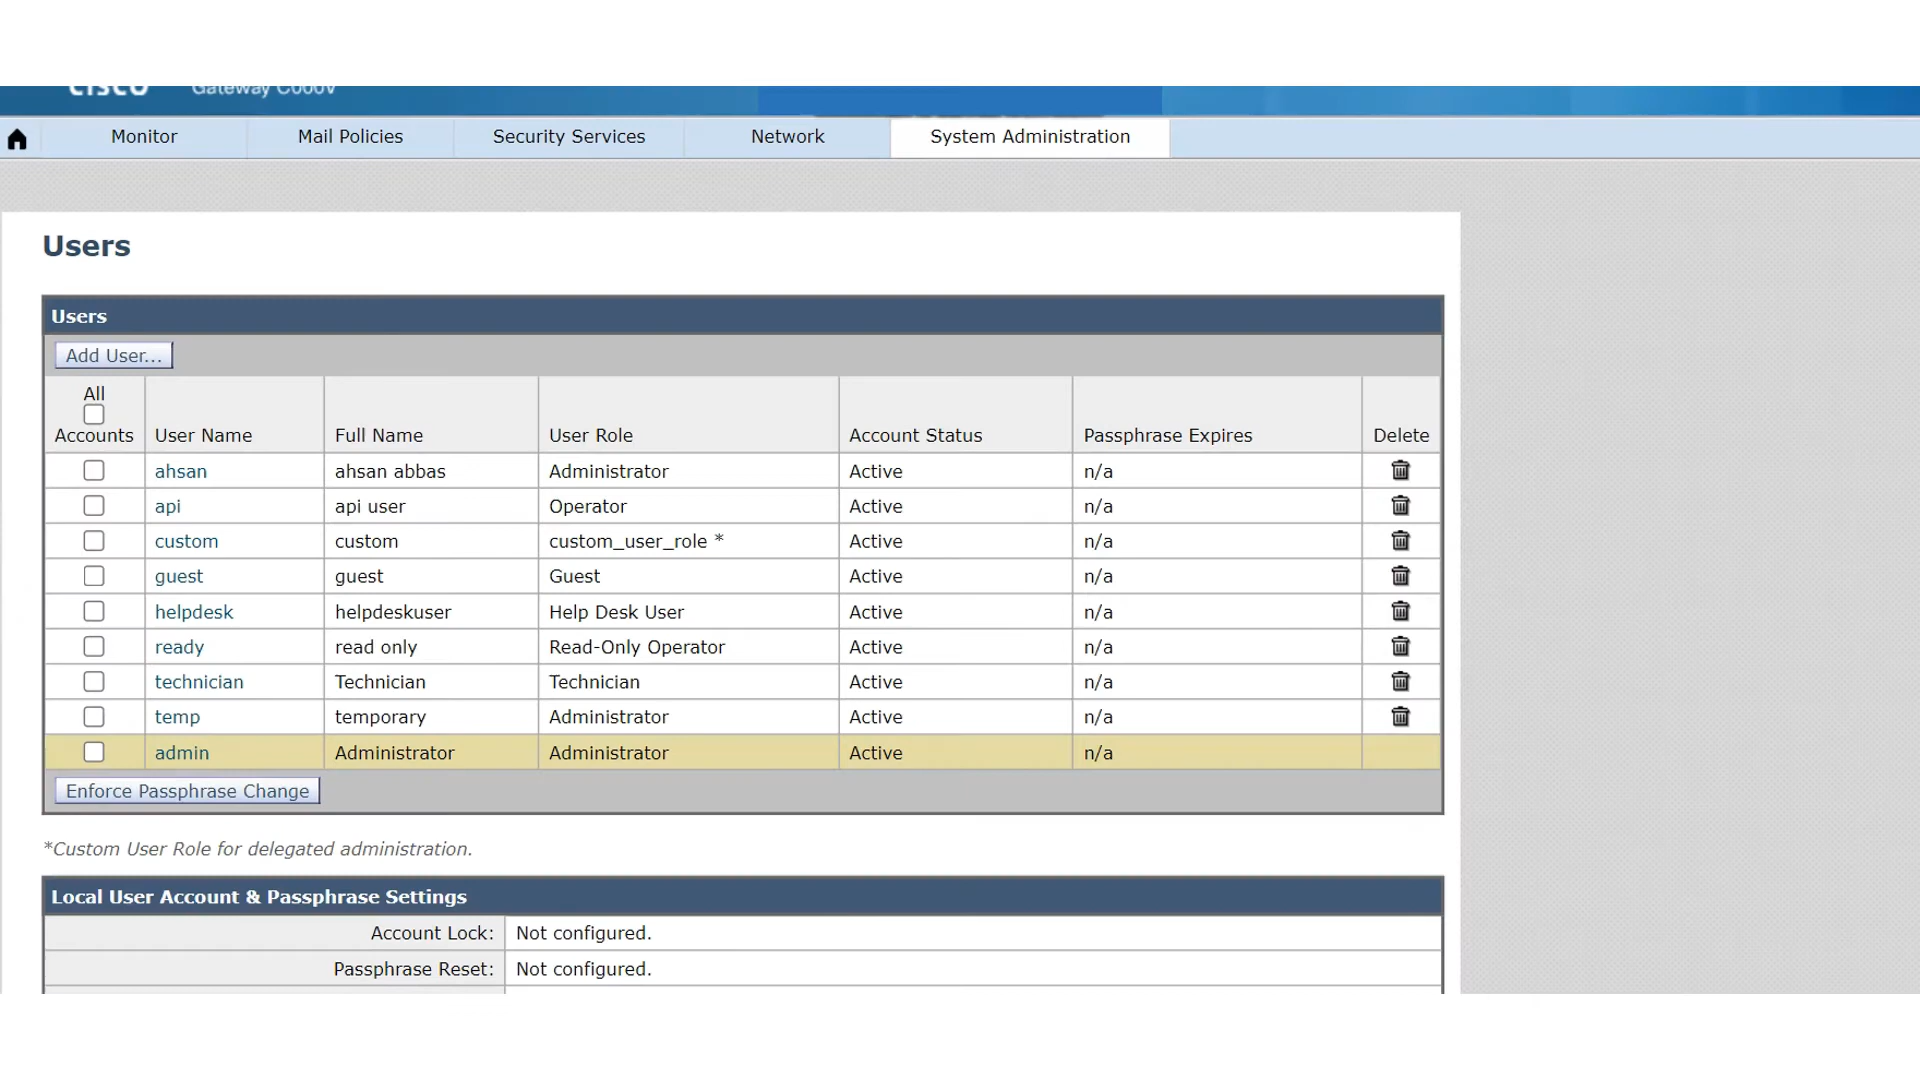 cisco Gateway C600V
Monitor Mail Policies Security Services Network System Administration
Users
Users
Add User...
All Accounts User Name Full Name User Role Account Status Passphrase Expires Delete
ahsan ahsan abbas Administrator Active n/a
api api user Operator Active n/a
custom custom custom_user_role * Active n/a
guest guest Guest Active n/a
helpdesk helpdeskuser Help Desk User Active n/a
ready read only Read-Only Operator Active n/a
technician Technician Technician Active n/a
temp temporary Administrator Active n/a
admin Administrator Administrator Active n/a
Enforce Passphrase Change
*Custom User Role for delegated administration.
Local User Account & Passphrase Settings
Account Lock: Not configured.
Passphrase Reset: Not configured.